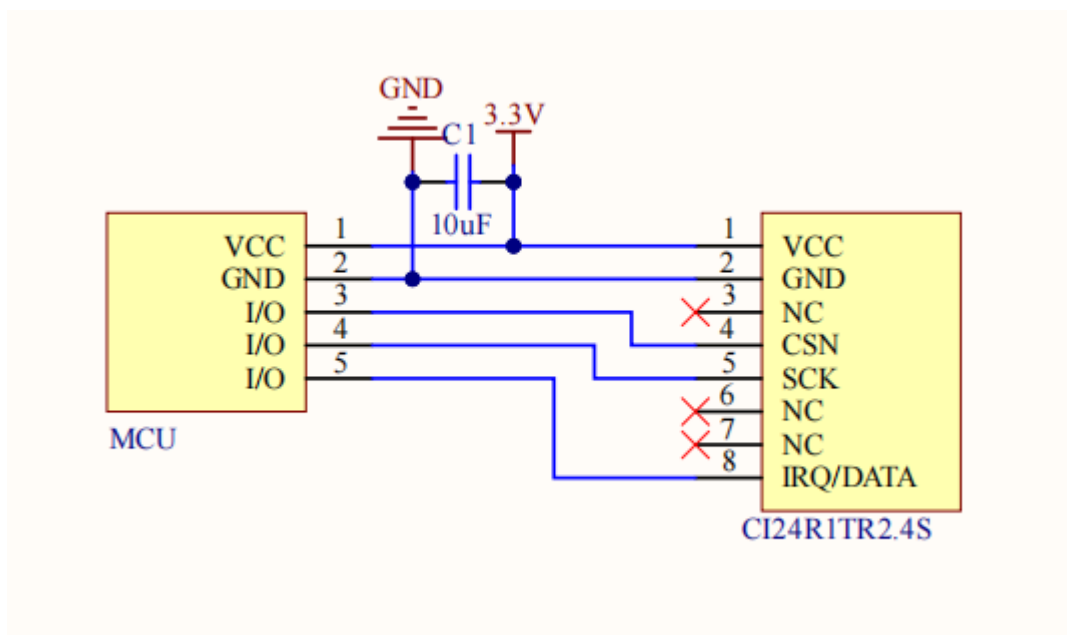 GND
C1
3.3V
10uF
VCC 1
GND 2
I/O 3
I/O 4
I/O 5
MCU
1 VCC
2 GND
3 NC
4 CSN
5 SCK
6 NC
7 NC
8 IRQ/DATA
CI24R1TR2.4S